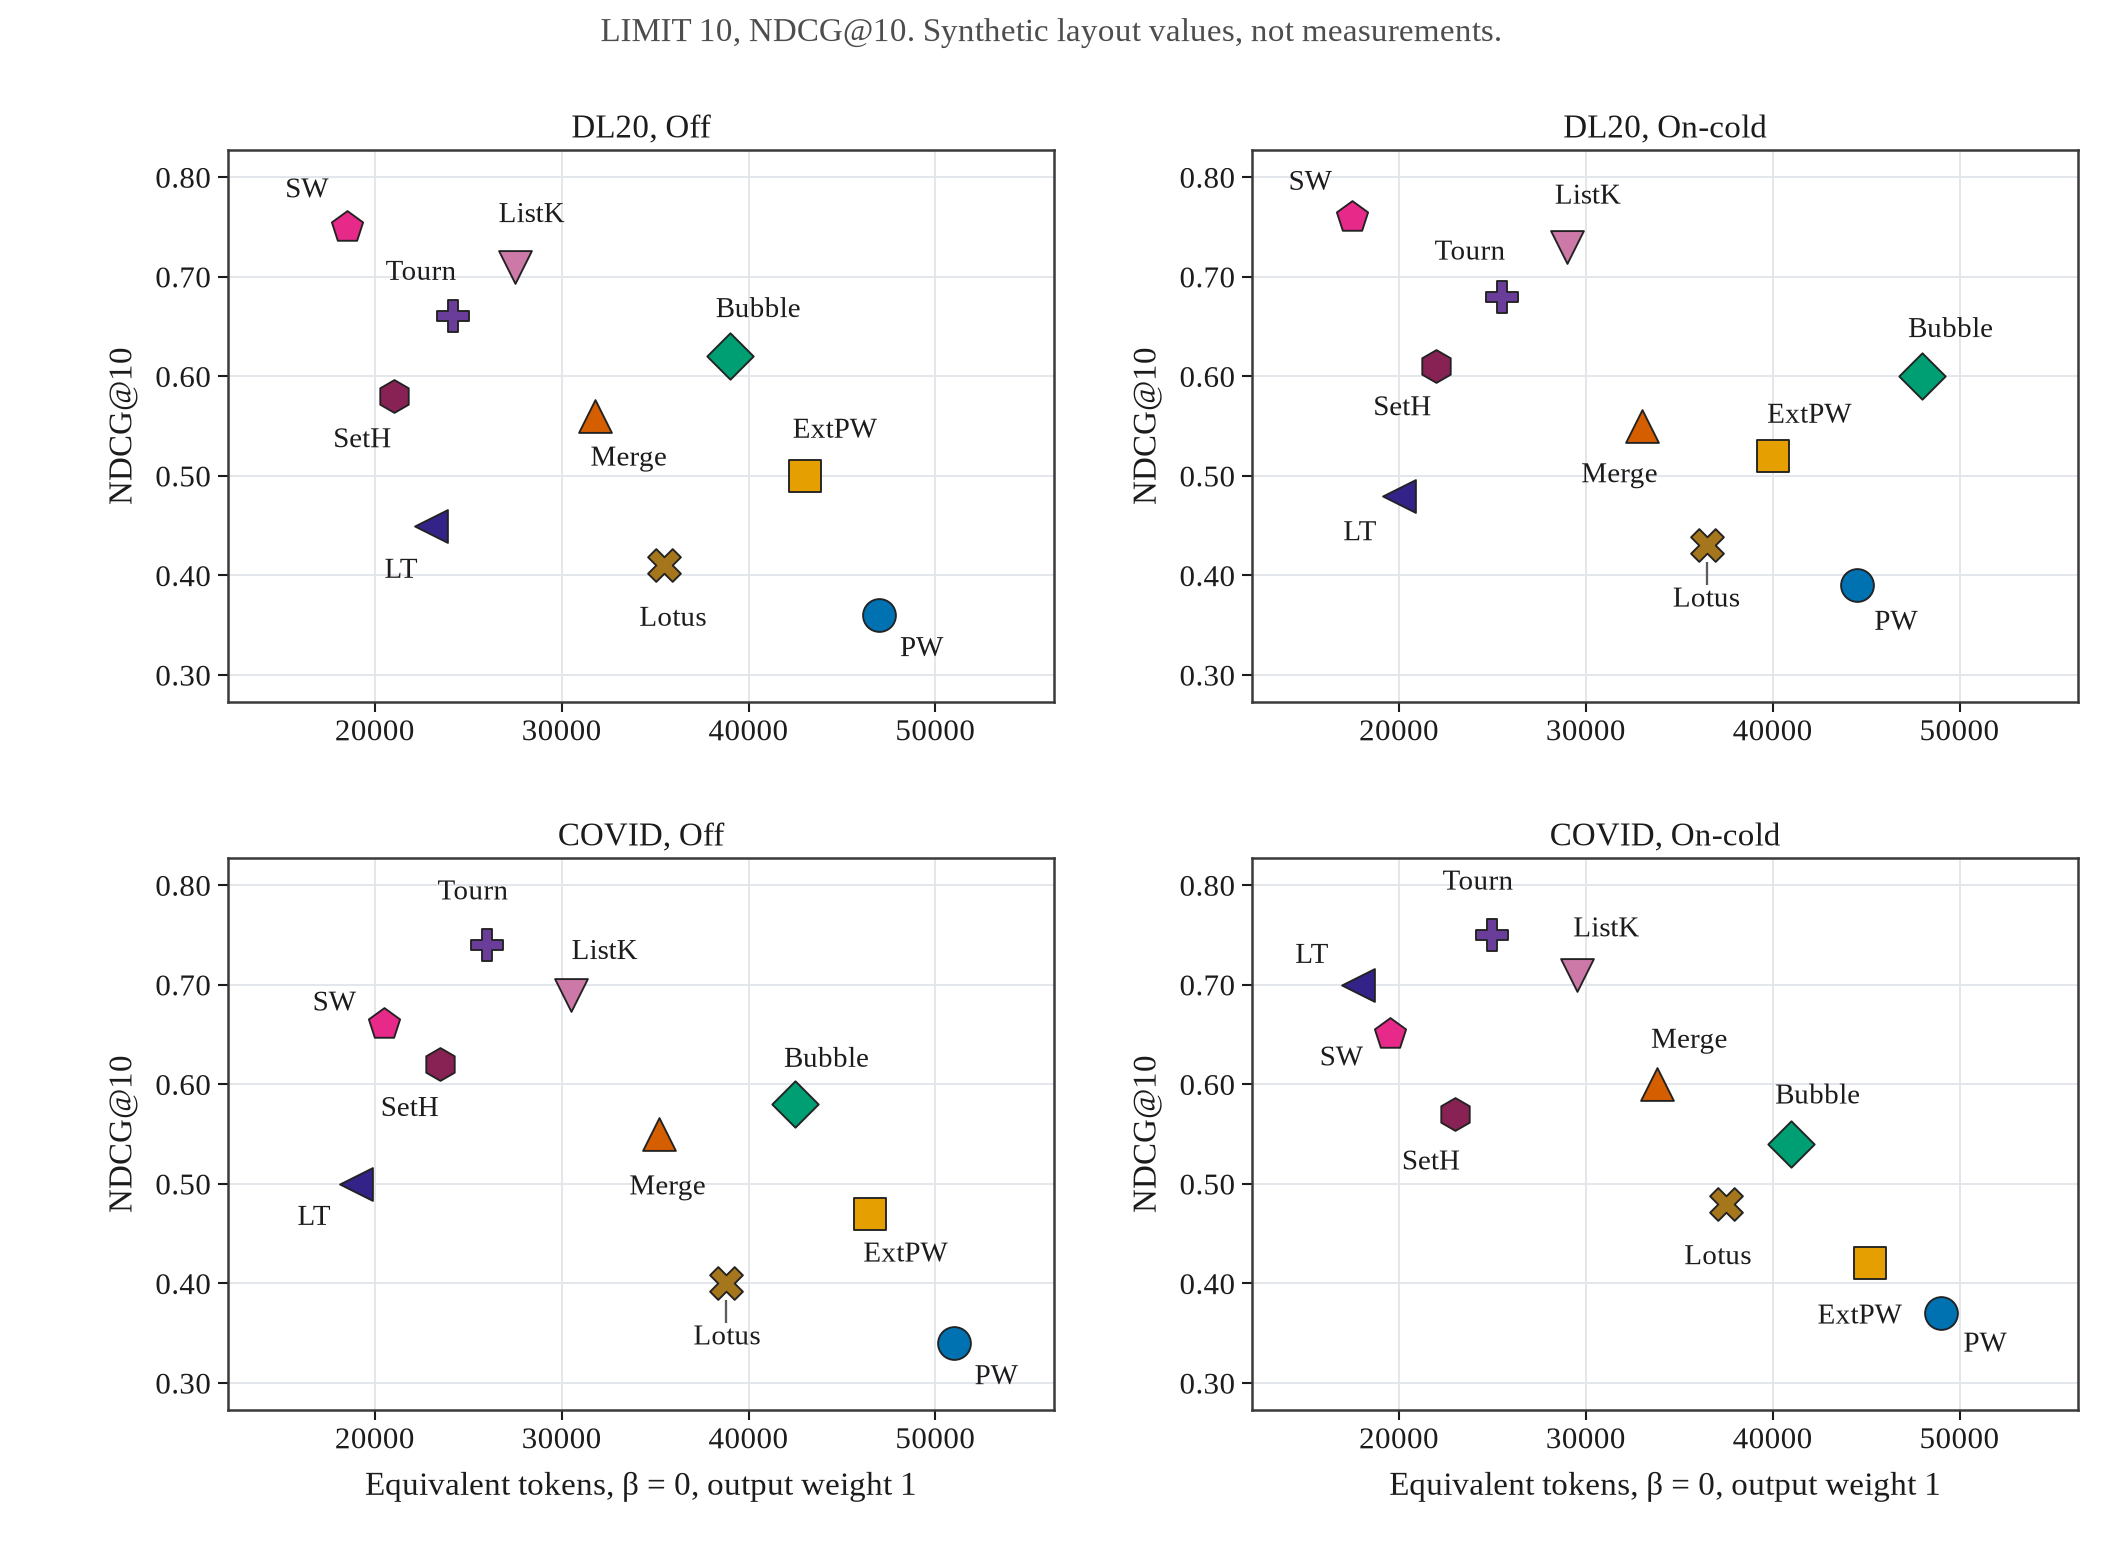 LIMIT 10, NDCG@10. Synthetic layout values, not measurements.
DL20, Off
NDCG@10
0.80
0.70
0.60
0.50
0.40
0.30
SW
ListK
Tourn
Bubble
SetH
Merge
ExtPW
LT
Lotus
PW
20000 30000 40000 50000
DL20, On-cold
NDCG@10
0.80
0.70
0.60
0.50
0.40
0.30
SW
ListK
Tourn
Bubble
SetH
ExtPW
Merge
LT
Lotus
PW
20000 30000 40000 50000
COVID, Off
NDCG@10
0.80
0.70
0.60
0.50
0.40
0.30
Tourn
ListK
SW
Bubble
SetH
Merge
LT
ExtPW
Lotus
PW
20000 30000 40000 50000
Equivalent tokens, β = 0, output weight 1
COVID, On-cold
NDCG@10
0.80
0.70
0.60
0.50
0.40
0.30
Tourn
ListK
LT
Merge
SW
Bubble
SetH
Lotus
ExtPW
PW
20000 30000 40000 50000
Equivalent tokens, β = 0, output weight 1